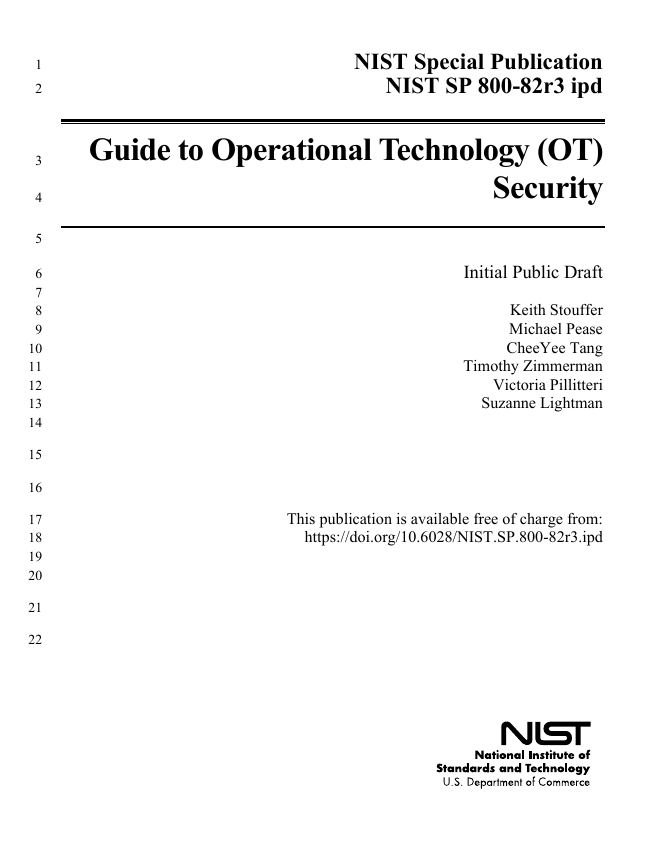 1 NIST Special Publication
2 NIST SP 800-82r3 ipd
3 Guide to Operational Technology (OT)
4 Security
5
6 Initial Public Draft
7
8 Keith Stouffer
9 Michael Pease
10 CheeYee Tang
11 Timothy Zimmerman
12 Victoria Pillitteri
13 Suzanne Lightman
14
15
16
17 This publication is available free of charge from:
18 https://doi.org/10.6028/NIST.SP.800-82r3.ipd
19
20
21
22
NIST
National Institute of
Standards and Technology
U.S. Department of Commerce